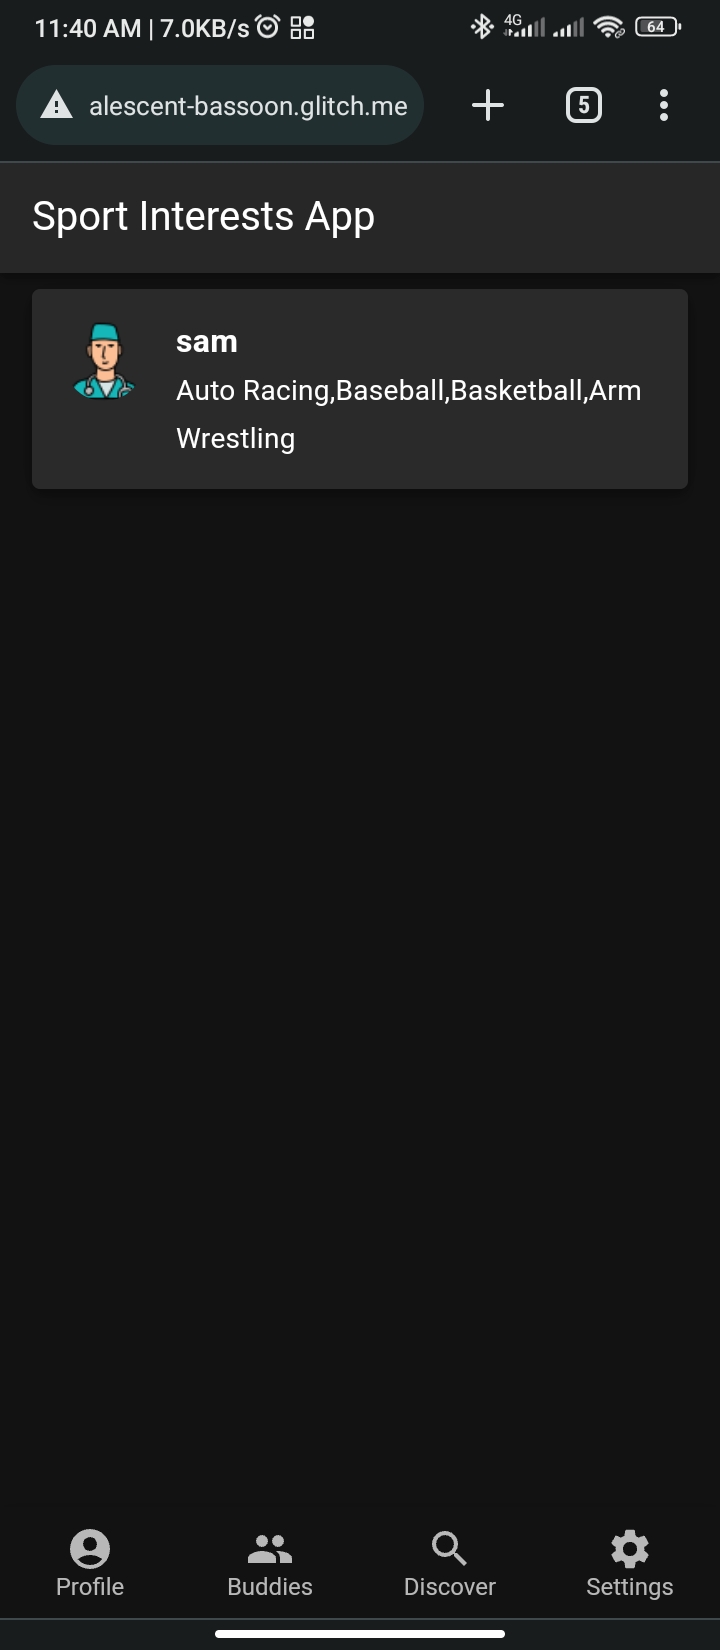 11:40 AM | 7.0KB/s 4G 64
alescent-bassoon.glitch.me 5
Sport Interests App
sam
Auto Racing,Baseball,Basketball,Arm
Wrestling
Profile Buddies Discover Settings